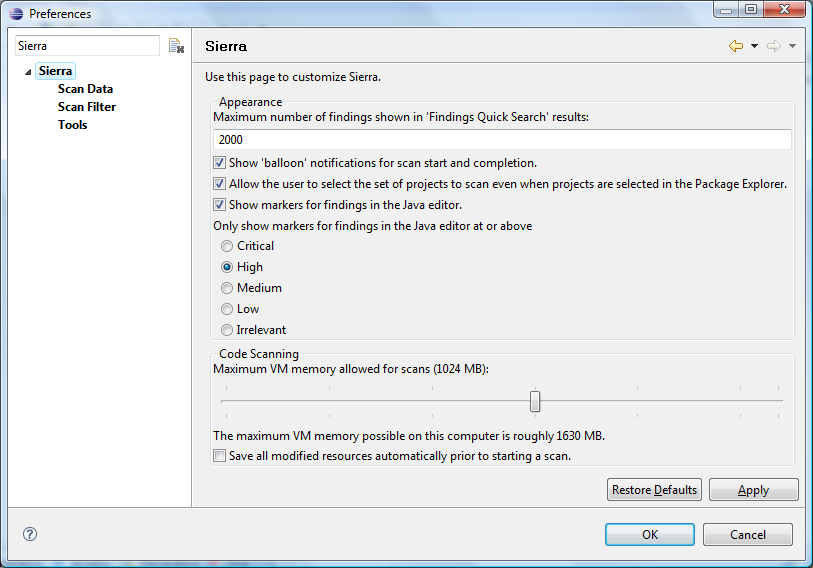 Preferences
Sierra
Sierra
Scan Data
Scan Filter
Tools
Sierra
Use this page to customize Sierra.
Appearance
Maximum number of findings shown in 'Findings Quick Search' results:
2000
Show 'balloon' notifications for scan start and completion.
Allow the user to select the set of projects to scan even when projects are selected in the Package Explorer.
Show markers for findings in the Java editor.
Only show markers for findings in the Java editor at or above
Critical
High
Medium
Low
Irrelevant
Code Scanning
Maximum VM memory allowed for scans (1024 MB):
The maximum VM memory possible on this computer is roughly 1630 MB.
Save all modified resources automatically prior to starting a scan.
Restore Defaults
Apply
?
OK
Cancel